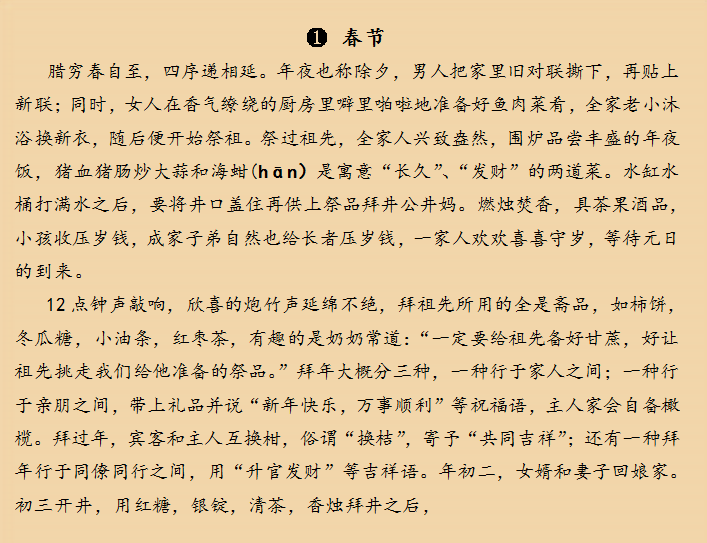 ❶ 春节
腊穷春自至，四序递相延。年夜也称除夕，男人把家里旧对联撕下，再贴上
新联；同时，女人在香气缭绕的厨房里噼里啪啦地准备好鱼肉菜肴，全家老小沐
浴换新衣，随后便开始祭祖。祭过祖先，全家人兴致盎然，围炉品尝丰盛的年夜
饭，猪血猪肠炒大蒜和海蚶(hān）是寓意“长久”、“发财”的两道菜。水缸水
桶打满水之后，要将井口盖住再供上祭品拜井公井妈。燃烛焚香，具茶果酒品，
小孩收压岁钱，成家子弟自然也给长者压岁钱，一家人欢欢喜喜守岁，等待元日
的到来。
12点钟声敲响，欣喜的炮竹声延绵不绝，拜祖先所用的全是斋品，如柿饼，
冬瓜糖，小油条，红枣茶，有趣的是奶奶常道：“一定要给祖先备好甘蔗，好让
祖先挑走我们给他准备的祭品。”拜年大概分三种，一种行于家人之间；一种行
于亲朋之间，带上礼品并说“新年快乐，万事顺利”等祝福语，主人家会自备橄
榄。拜过年，宾客和主人互换柑，俗谓“换桔”，寄予“共同吉祥”；还有一种拜
年行于同僚同行之间，用“升官发财”等吉祥语。年初二，女婿和妻子回娘家。
初三开井，用红糖，银锭，清茶，香烛拜井之后，